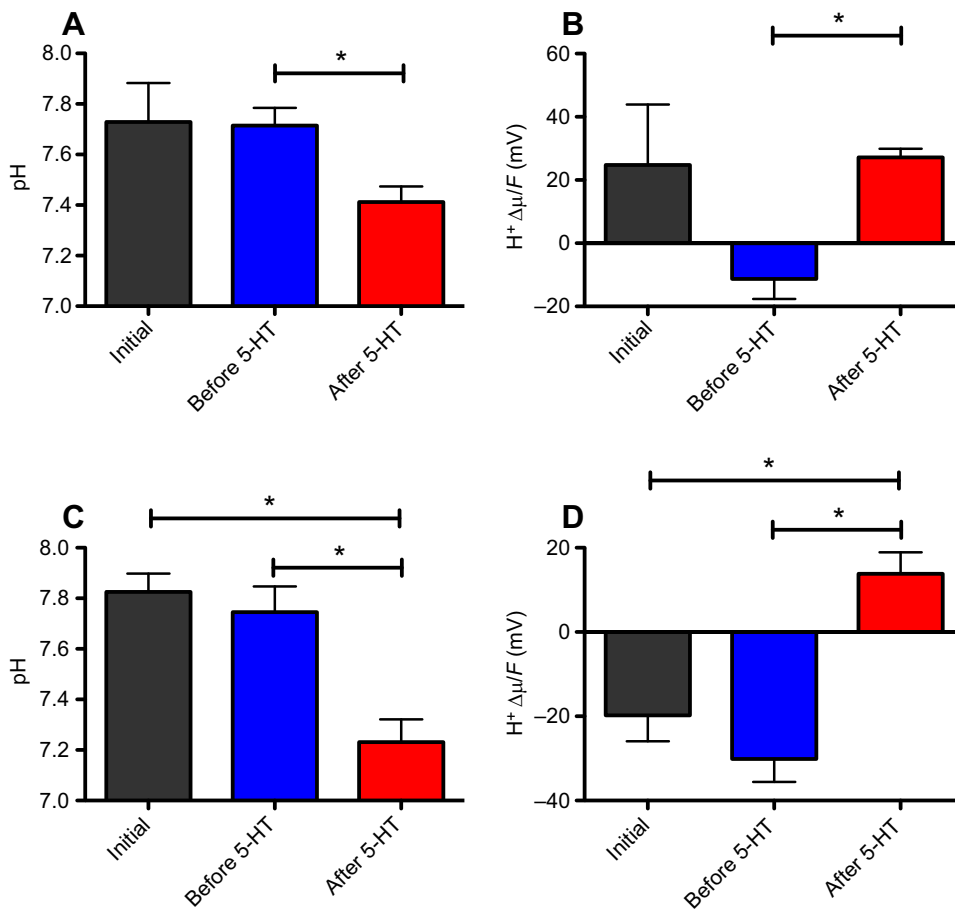 A
8.0
7.8
7.6
7.4
7.2
7.0
pH
*
Initial
Before 5-HT
After 5-HT
B
60
40
20
0
–20
H+ Δμ/F (mV)
*
Initial
Before 5-HT
After 5-HT
C
8.0
7.8
7.6
7.4
7.2
7.0
pH
*
*
Initial
Before 5-HT
After 5-HT
D
20
0
–20
–40
H+ Δμ/F (mV)
*
*
Initial
Before 5-HT
After 5-HT